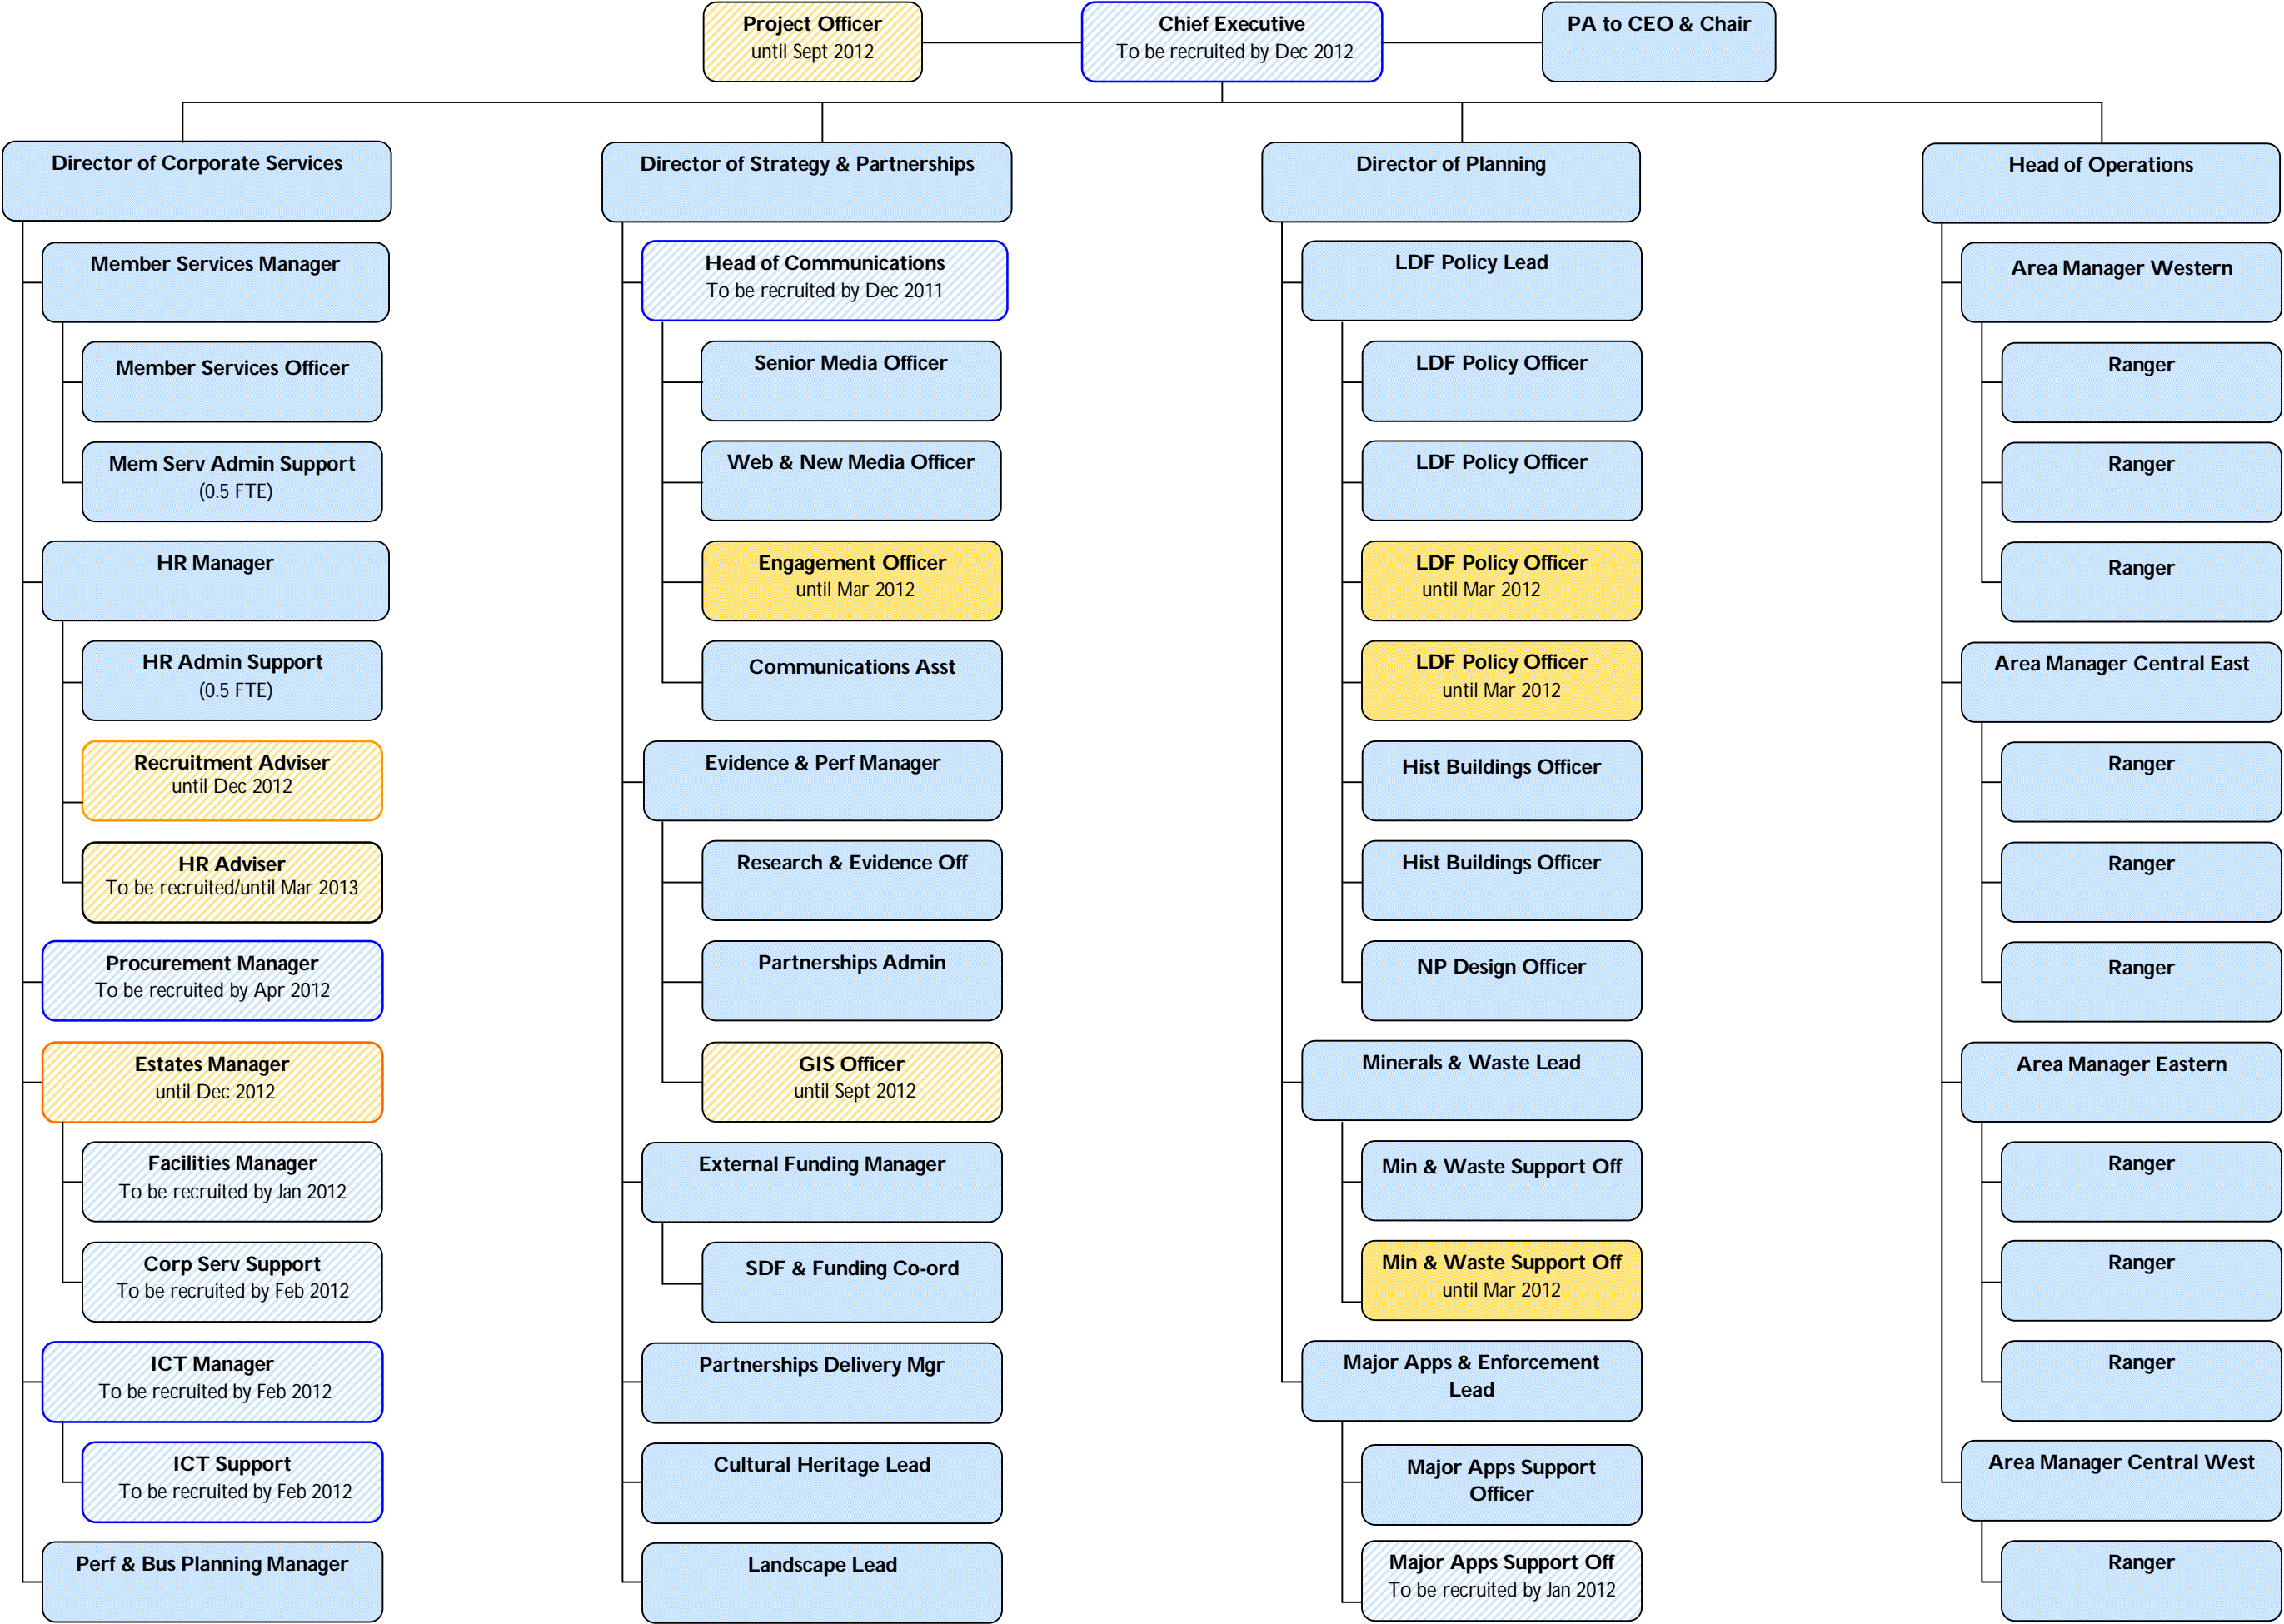 Project Officer
until Sept 2012
Chief Executive
To be recruited by Dec 2012
PA to CEO & Chair
Director of Corporate Services
Member Services Manager
Member Services Officer
Mem Serv Admin Support
(0.5 FTE)
HR Manager
HR Admin Support
(0.5 FTE)
Recruitment Adviser
until Dec 2012
HR Adviser
To be recruited/until Mar 2013
Procurement Manager
To be recruited by Apr 2012
Estates Manager
until Dec 2012
Facilities Manager
To be recruited by Jan 2012
Corp Serv Support
To be recruited by Feb 2012
ICT Manager
To be recruited by Feb 2012
ICT Support
To be recruited by Feb 2012
Perf & Bus Planning Manager
Director of Strategy & Partnerships
Head of Communications
To be recruited by Dec 2011
Senior Media Officer
Web & New Media Officer
Engagement Officer
until Mar 2012
Communications Asst
Evidence & Perf Manager
Research & Evidence Off
Partnerships Admin
GIS Officer
until Sept 2012
External Funding Manager
SDF & Funding Co-ord
Partnerships Delivery Mgr
Cultural Heritage Lead
Landscape Lead
Director of Planning
LDF Policy Lead
LDF Policy Officer
LDF Policy Officer
LDF Policy Officer
until Mar 2012
LDF Policy Officer
until Mar 2012
Hist Buildings Officer
Hist Buildings Officer
NP Design Officer
Minerals & Waste Lead
Min & Waste Support Off
Min & Waste Support Off
until Mar 2012
Major Apps & Enforcement
Lead
Major Apps Support
Officer
Major Apps Support Off
To be recruited by Jan 2012
Head of Operations
Area Manager Western
Ranger
Ranger
Ranger
Area Manager Central East
Ranger
Ranger
Ranger
Area Manager Eastern
Ranger
Ranger
Ranger
Area Manager Central West
Ranger